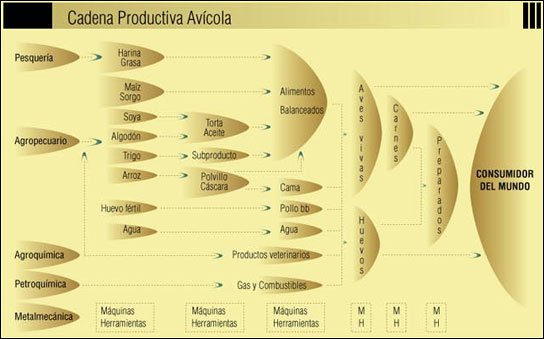 Cadena Productiva Avícola
Pesquería
Harina
Grasa
Maíz
Sorgo
Alimentos
Balanceados
Soya
Torta
Aceite
Agropecuario
Algodón
Trigo
Subproducto
Arroz
Polvillo
Cáscara
Cama
Huevo fértil
Pollo bb
Agua
Agua
Aves vivas
Carnes
Preparados
Huevos
CONSUMIDOR
DEL MUNDO
Agroquímica
Productos veterinarios
Petroquímica
Gas y Combustibles
Metalmecánica
Máquinas
Herramientas
Máquinas
Herramientas
Máquinas
Herramientas
M
H
M
H
M
H